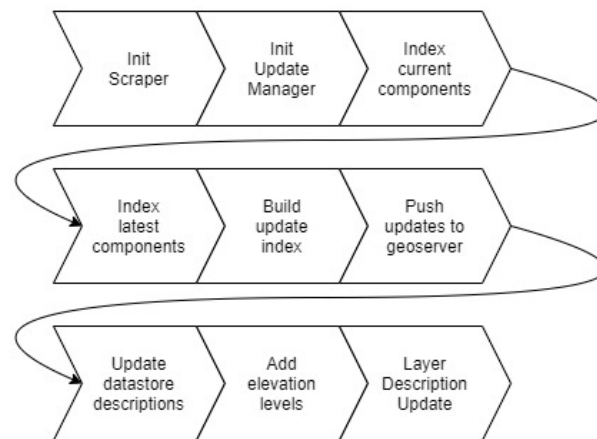 Init
Scraper
Init
Update
Manager
Index
current
components
Index
latest
components
Build
update
index
Push
updates to
geoserver
Update
datastore
descriptions
Add
elevation
levels
Layer
Description
Update